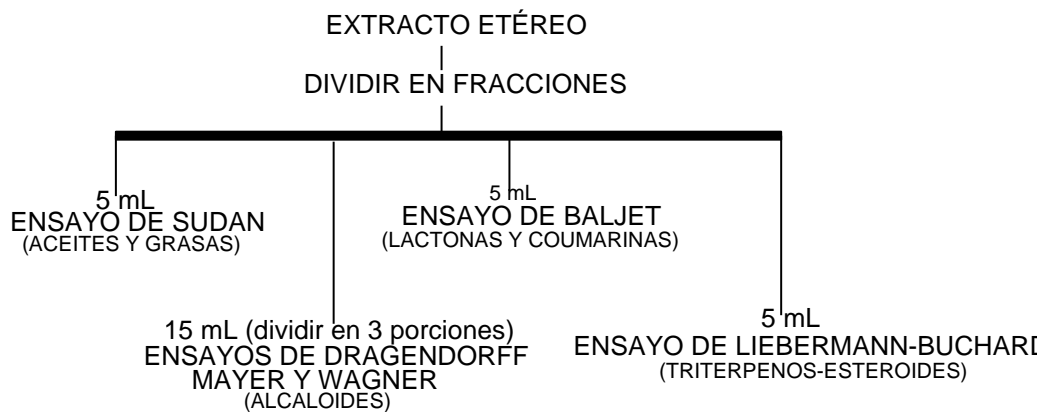 EXTRACTO ETÉREO
DIVIDIR EN FRACCIONES
5 mL
ENSAYO DE SUDAN
(ACEITES Y GRASAS)
5 mL
ENSAYO DE BALJET
(LACTONAS Y COUMARINAS)
15 mL (dividir en 3 porciones)
ENSAYOS DE DRAGENDORFF
MAYER Y WAGNER
(ALCALOIDES)
5 mL
ENSAYO DE LIEBERMANN-BUCHARD
(TRITERPENOS-ESTEROIDES)